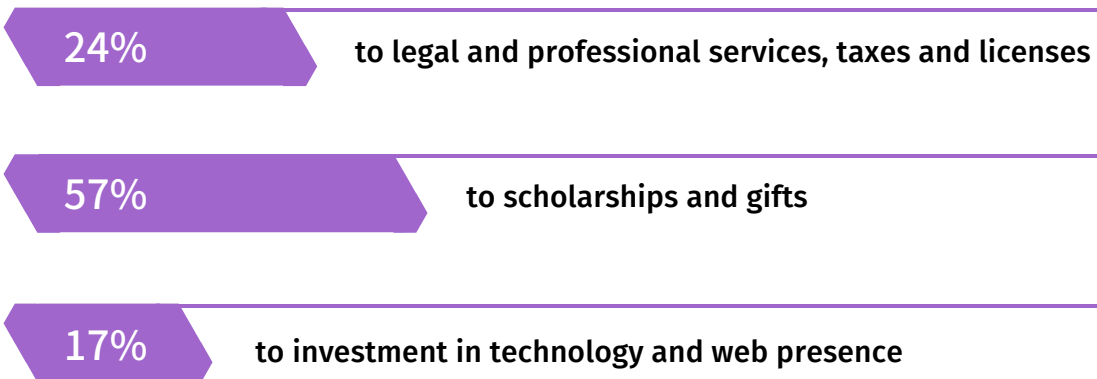 24% to legal and professional services, taxes and licenses
57% to scholarships and gifts
17% to investment in technology and web presence